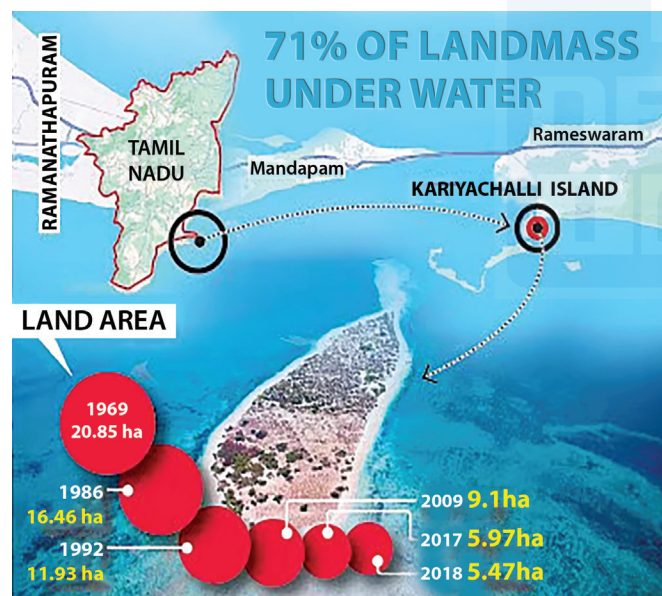 71% OF LANDMASS
UNDER WATER
RAMANATHAPURAM
TAMIL
NADU
Mandapam
Rameswaram
KARIYACHALLI ISLAND
LAND AREA
1969
20.85 ha
1986
16.46 ha
1992
11.93 ha
2009 9.1ha
2017 5.97ha
2018 5.47ha